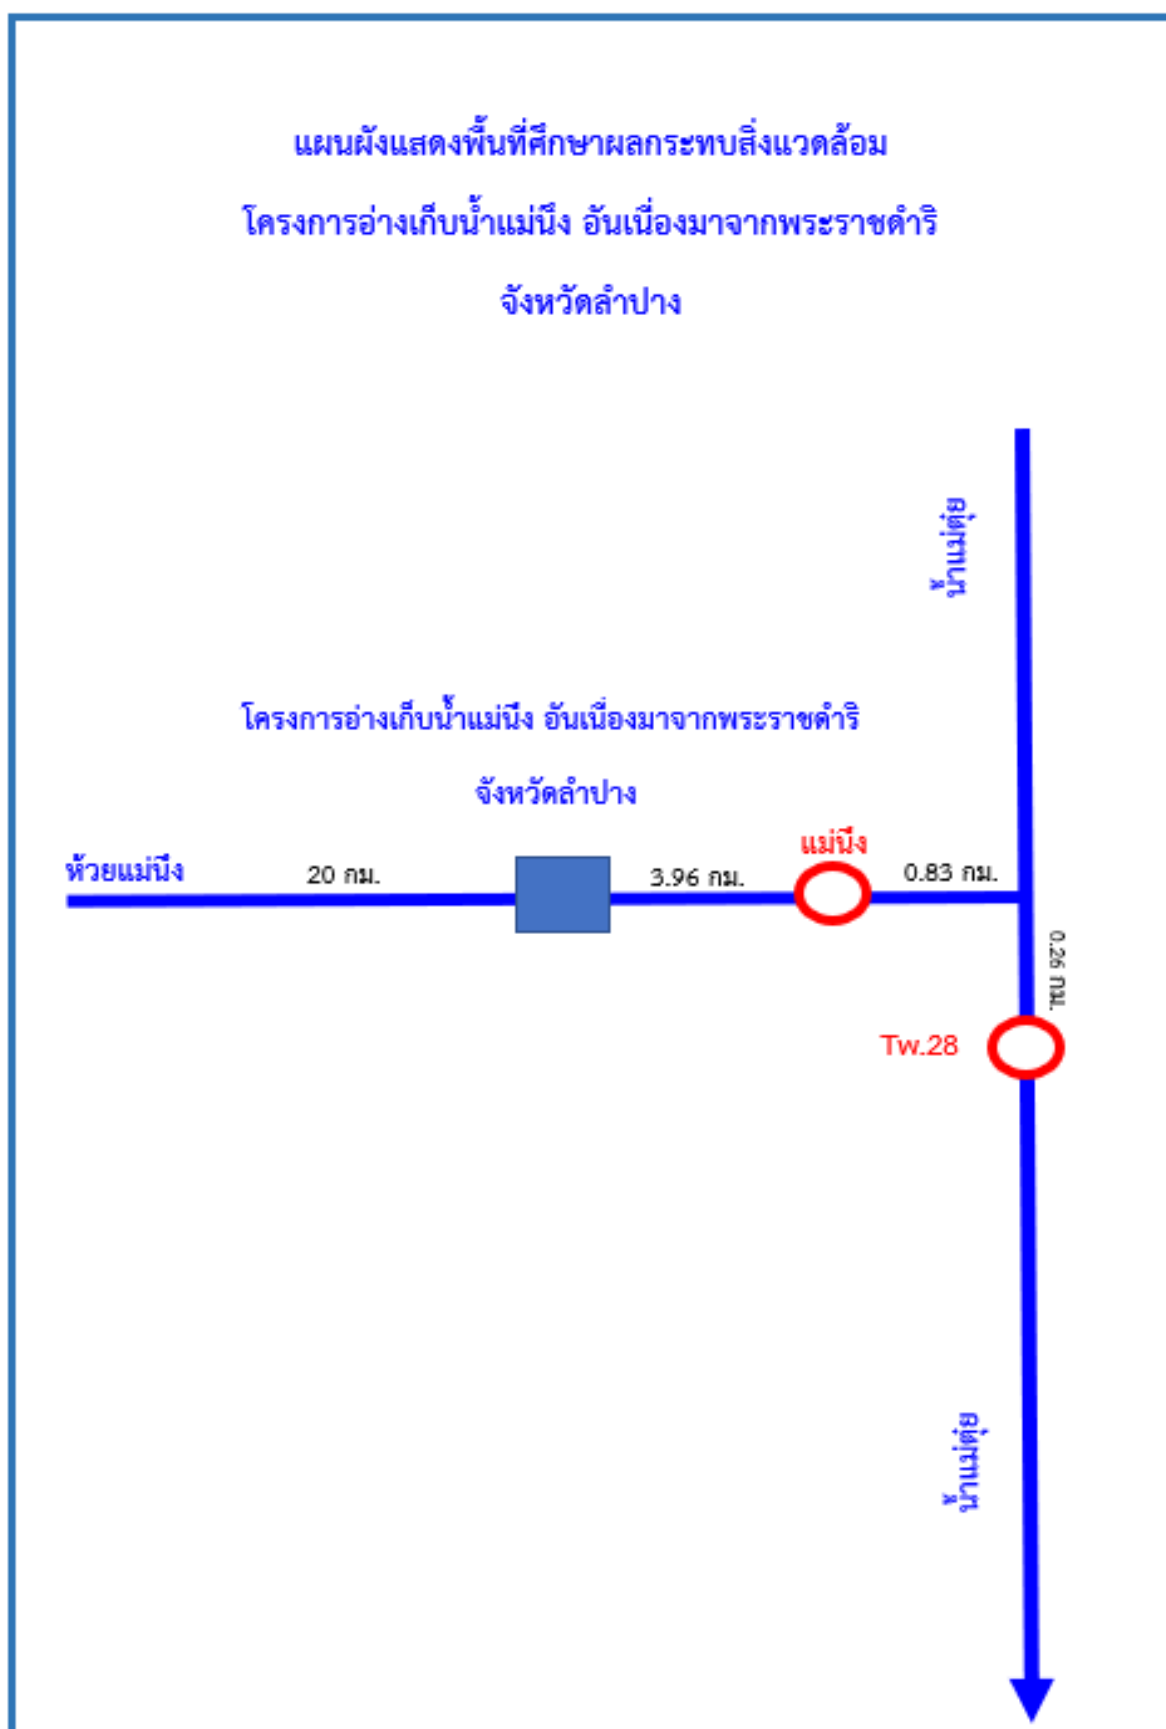 แผนผังแสดงพื้นที่ศึกษาผลกระทบสิ่งแวดล้อม
โครงการอ่างเก็บน้ำแม่นึง อันเนื่องมาจากพระราชดำริ
จังหวัดลำปาง
น้ำแม่ตุ๋ย
โครงการอ่างเก็บน้ำแม่นึง อันเนื่องมาจากพระราชดำริ
จังหวัดลำปาง
แม่นึง
ห้วยแม่นึง
20 กม.
3.96 กม.
0.83 กม.
0.26 กม.
Tw.28
น้ำแม่ตุ๋ย